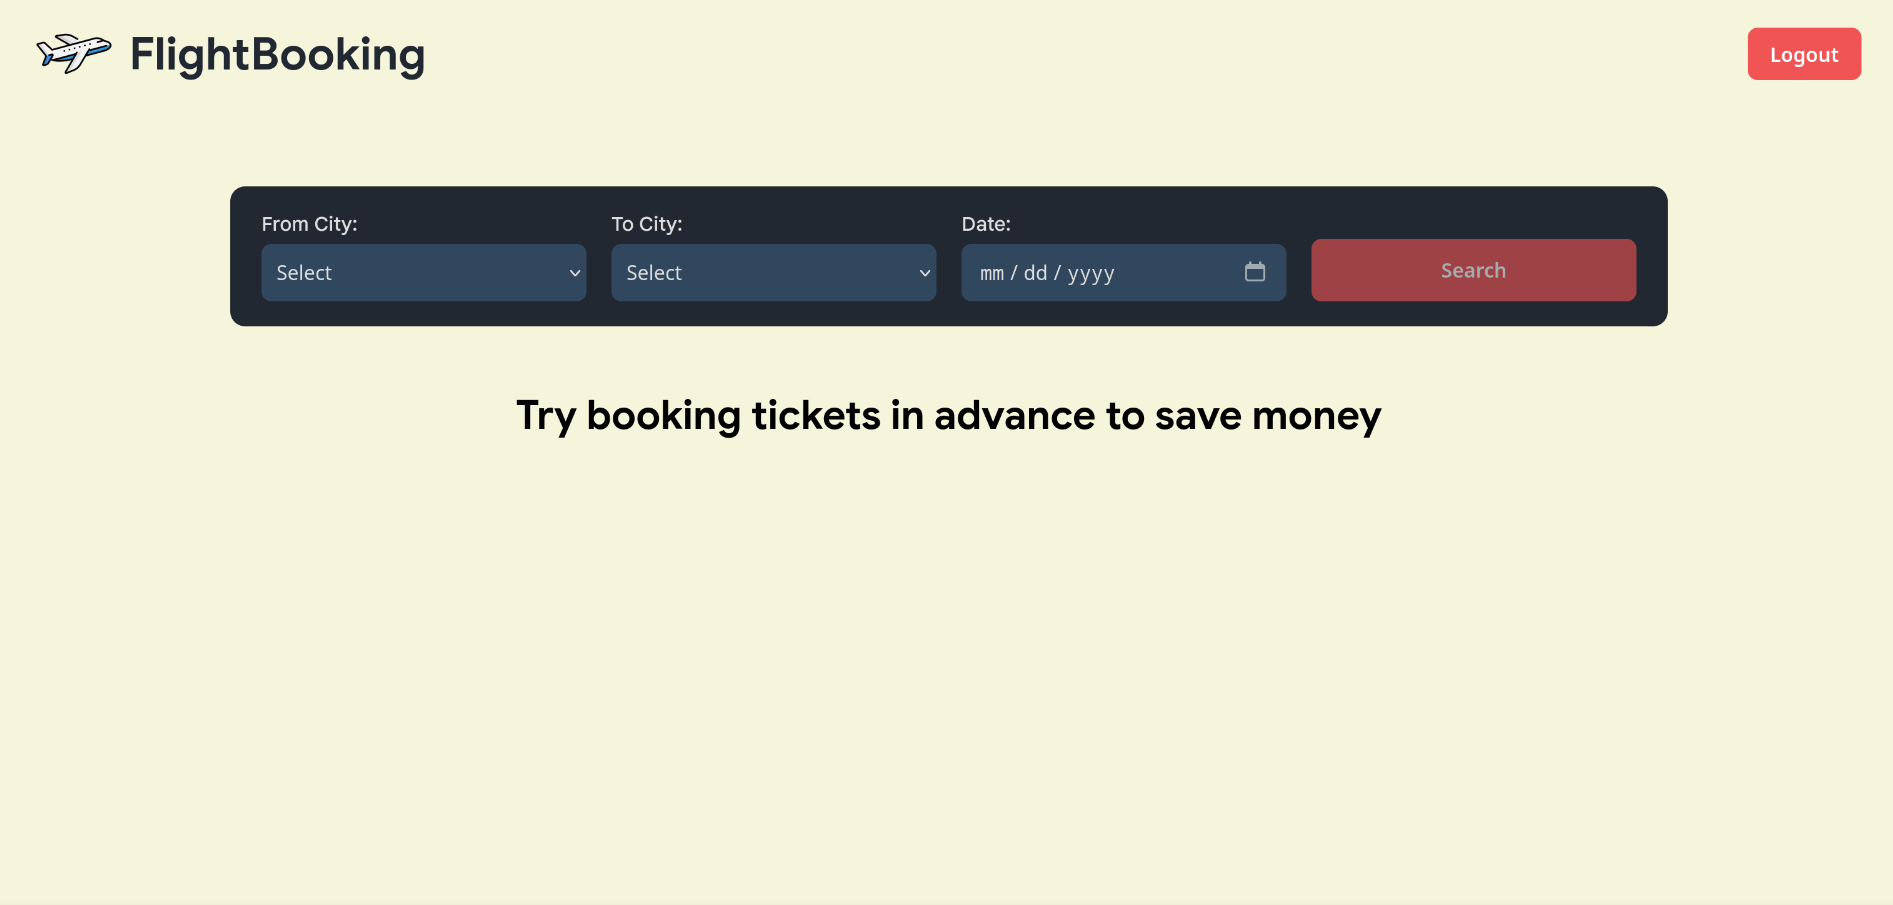 FlightBooking
Logout
From City:
To City:
Date:
Select
Select
mm / dd / yyyy
Search
Try booking tickets in advance to save money